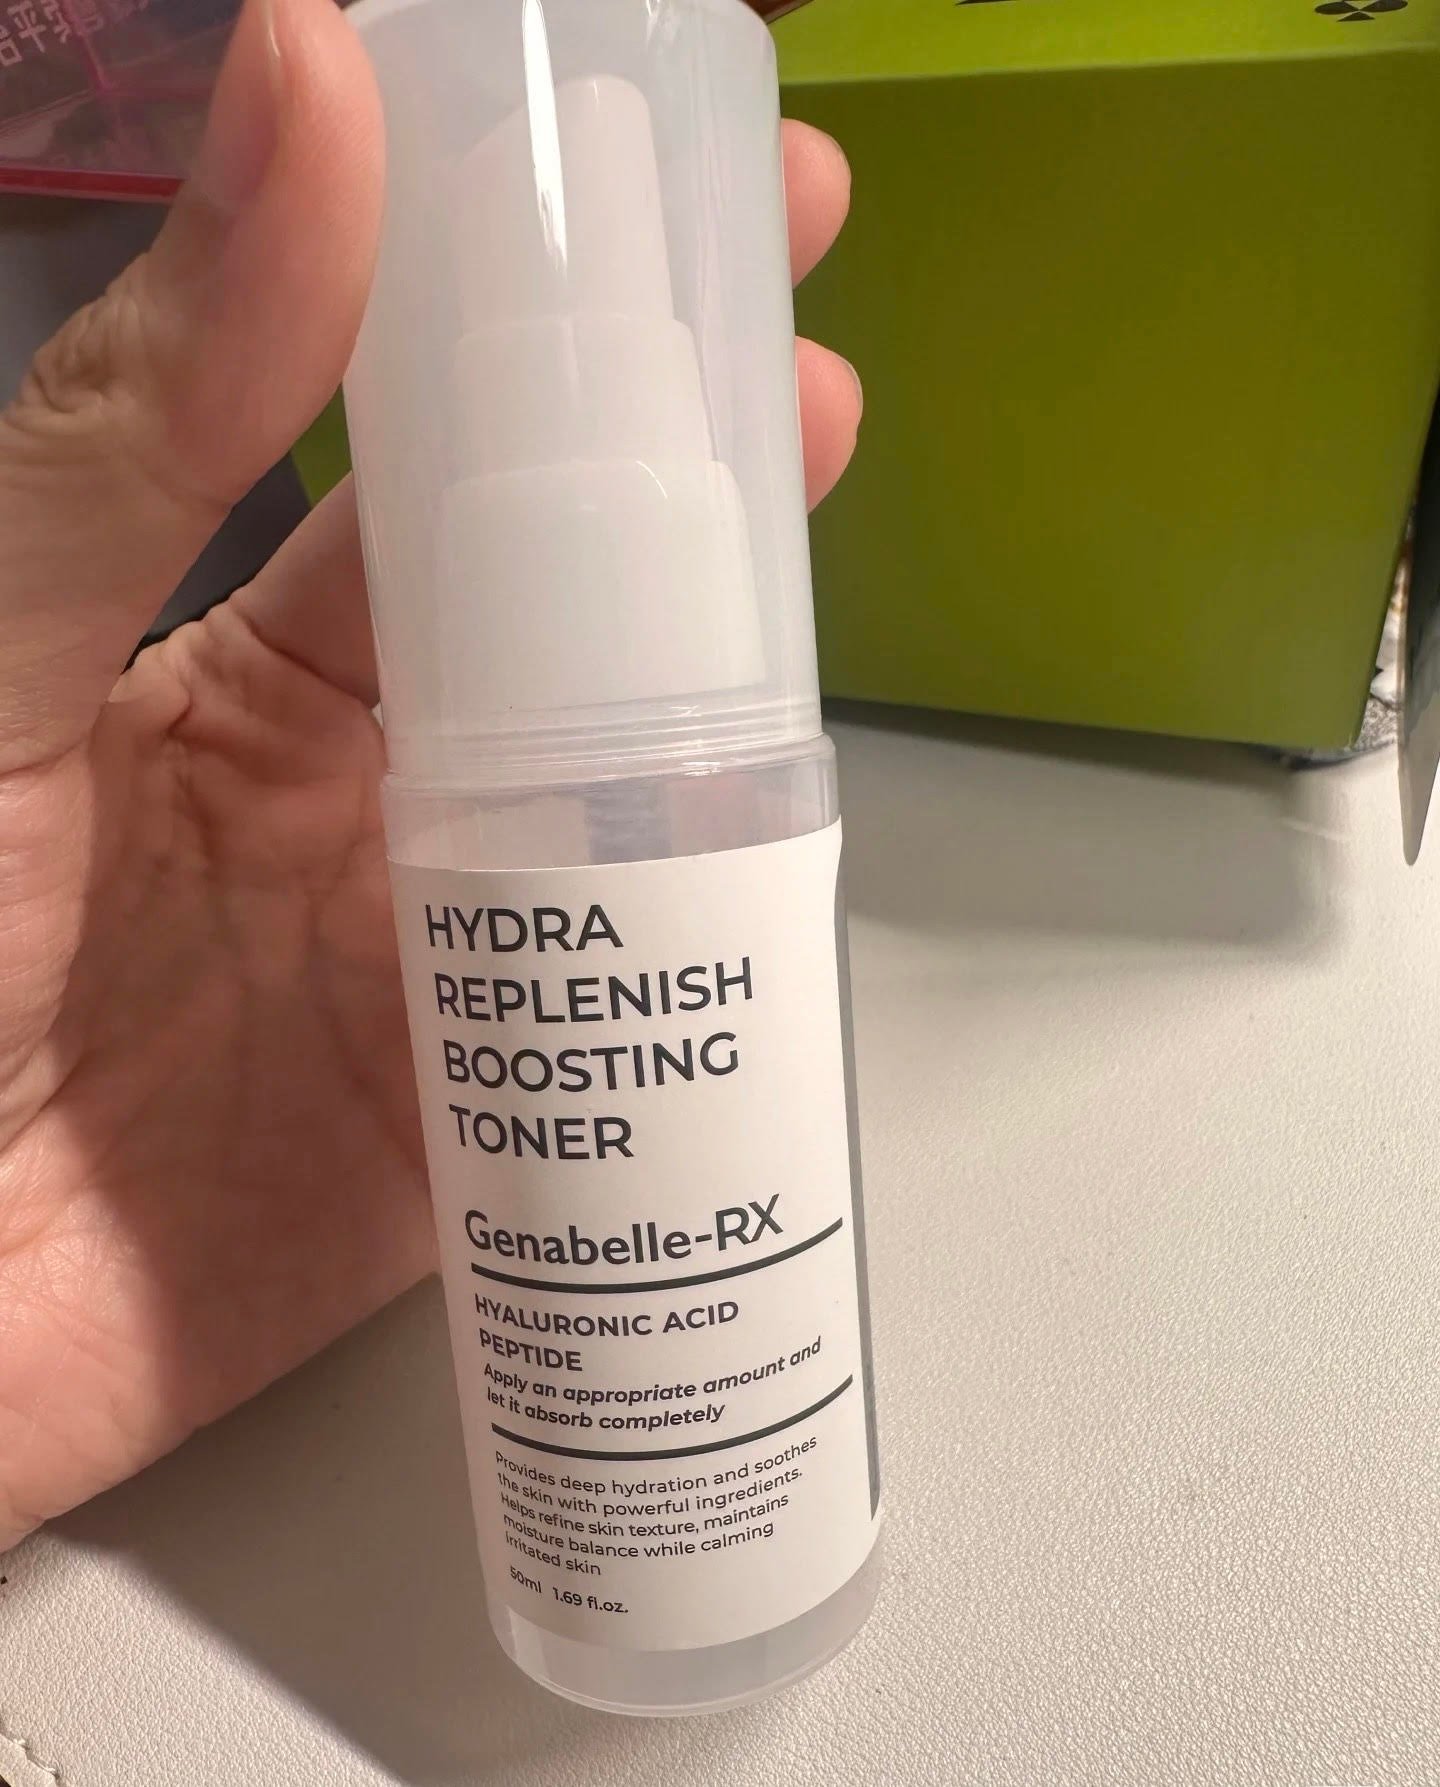 HYDRA
REPLENISH
BOOSTING
TONER
Genabelle-RX
HYALURONIC ACID
PEPTIDE
Apply an appropriate amount and
let it absorb completely
Provides deep hydration and soothes
the skin with powerful ingredients.
Helps refine skin texture, maintains
moisture balance while calming
irritated skin
50ml 1.69 fl.oz.